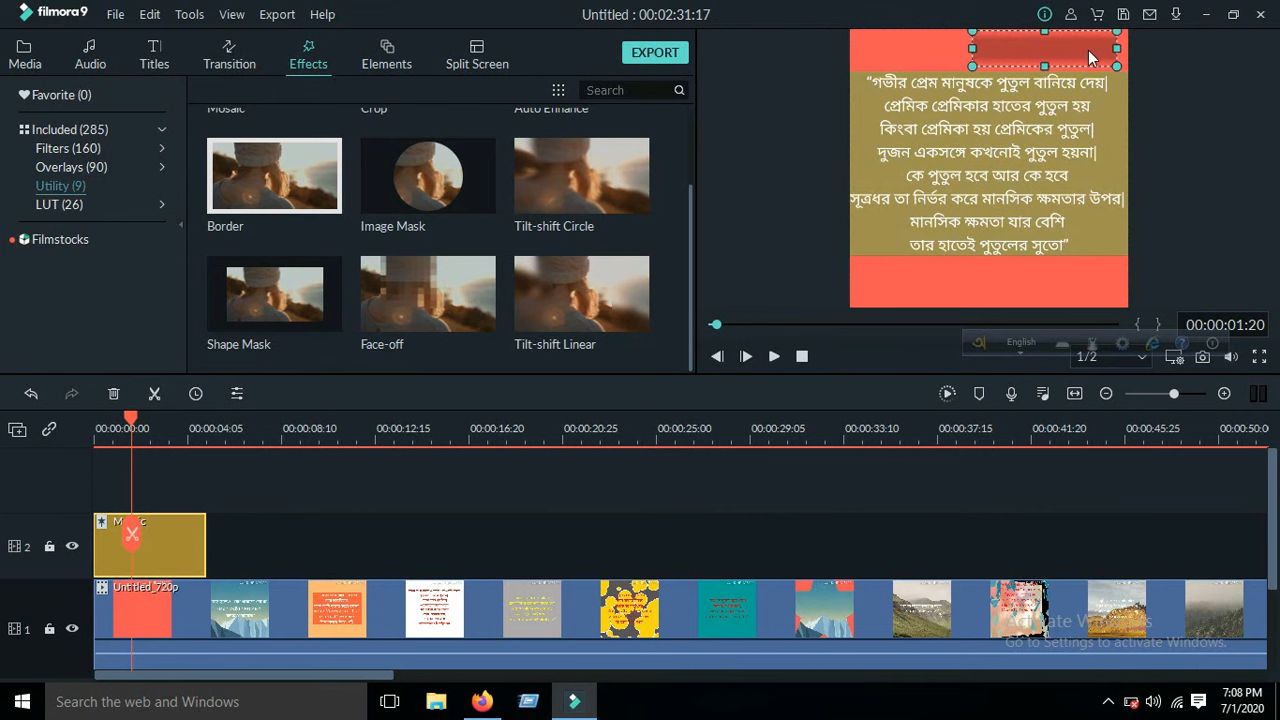 filmora9
File
Edit
Tools
View
Export
Help
Untitled : 00:02:31:17
Media
Audio
Titles
Transition
Effects
Elements
Split Screen
EXPORT
Favorite (0)
Included (285)
Filters (160)
Overlays (90)
Utility (9)
LUT (26)
Filmstocks
Search
Mosaic
Crop
Auto Enhance
Border
Image Mask
Tilt-shift Circle
Shape Mask
Face-off
Tilt-shift Linear
"গভীর প্রেম মানুষকে পুতুল বানিয়ে দেয়|
প্রেমিক প্রেমিকার হাতের পুতুল হয়
কিংবা প্রেমিকা হয় প্রেমিকের পুতুল|
দুজন একসঙ্গে কখনোই পুতুল হয়না|
কে পুতুল হবে আর কে হবে
সূত্রধর তা নির্ভর করে মানসিক ক্ষমতার উপর|
মানসিক ক্ষমতা যার বেশি
তার হাতেই পুতুলের সুতো"
00:00:01:20
English
1/2
00:00:00:00
00:00:04:05
00:00:08:10
00:00:12:15
00:00:16:20
00:00:20:25
00:00:25:00
00:00:29:05
00:00:33:10
00:00:37:15
00:00:41:20
00:00:45:25
00:00:50:0
2
Untitled_720p
1
Activate Windows
Go to Settings to activate Windows.
Search the web and Windows
7:08 PM
7/1/2020